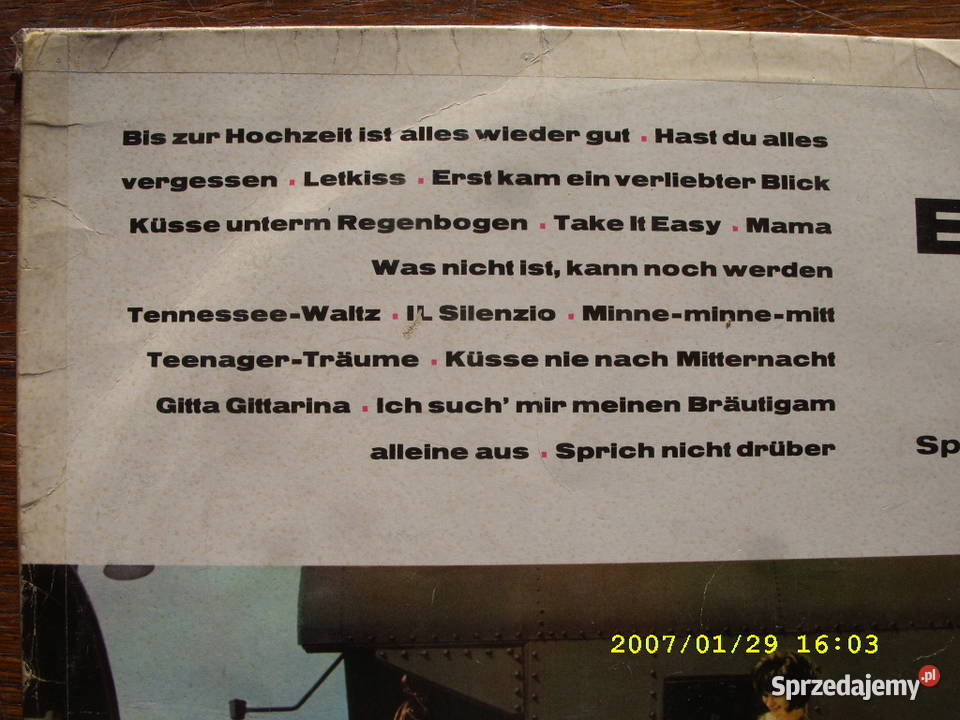 Bis zur Hochzeit ist alles wieder gut . Hast du alles
vergessen . Letkiss . Erst kam ein verliebter Blick
Küsse unterm Regenbogen . Take It Easy . Mama
Was nicht ist, kann noch werden
Tennessee-Waltz . I'L Silenzio . Minne-minne-mitt
Teenager-Träume . Küsse nie nach Mitternacht
Gitta Gittarina . Ich such' mir meinen Bräutigam
alleine aus . Sprich nicht drüber
E
Sp
2007/01/29 16:03
Sprzedajemy.pl